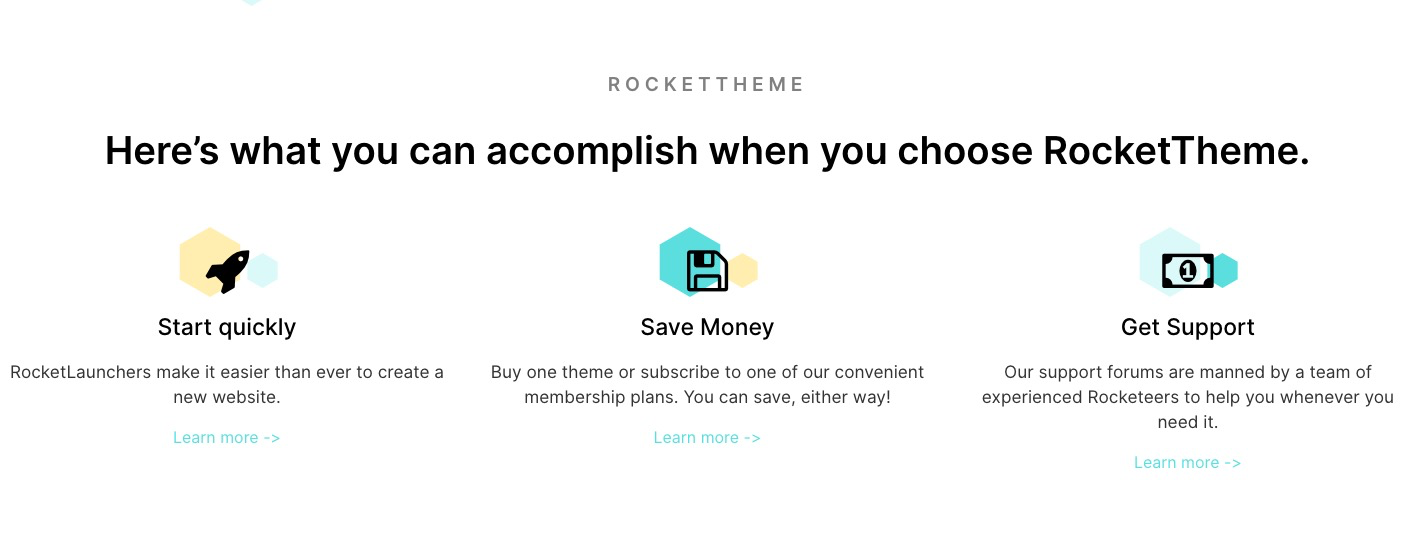 ROCKETTHEME
Here’s what you can accomplish when you choose RocketTheme.
Start quickly
RocketLaunchers make it easier than ever to create a
new website.
Learn more ->
Save Money
Buy one theme or subscribe to one of our convenient
membership plans. You can save, either way!
Learn more ->
1
Get Support
Our support forums are manned by a team of
experienced Rocketeers to help you whenever you
need it.
Learn more ->